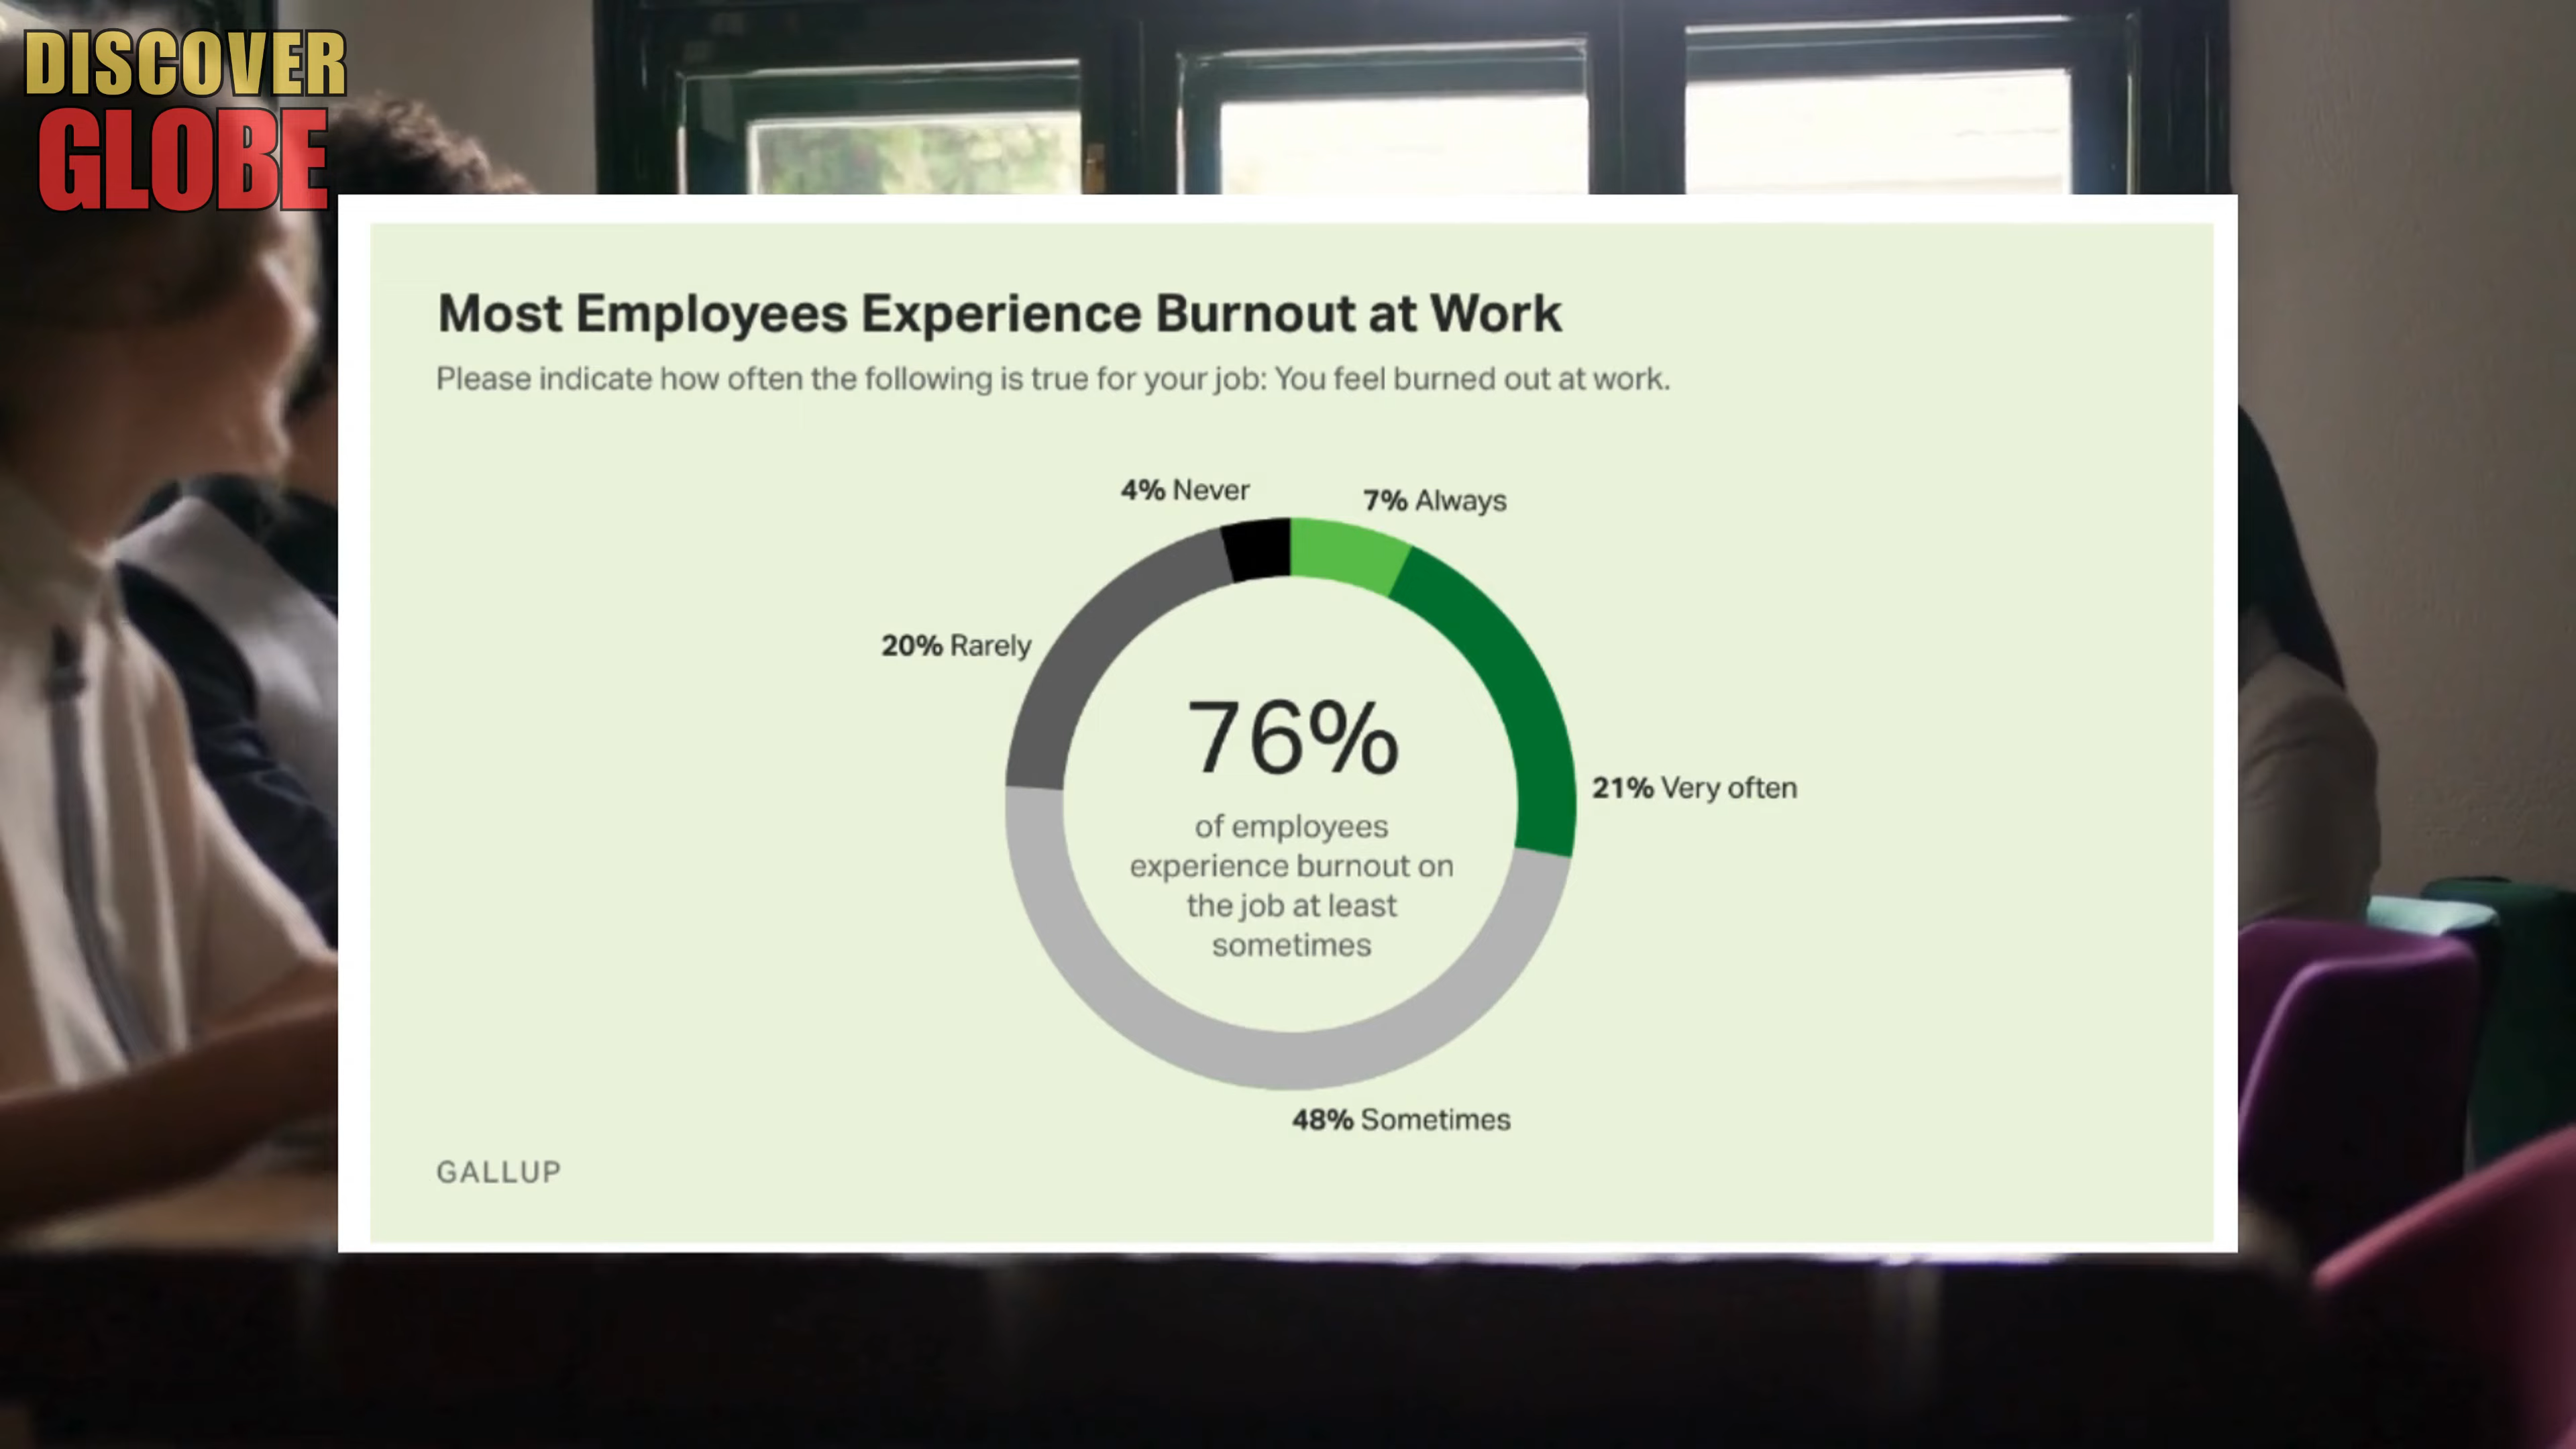 DISCOVER
GLOBE
Most Employees Experience Burnout at Work
Please indicate how often the following is true for your job: You feel burned out at work.
4% Never
7% Always
20% Rarely
76%
of employees
experience burnout on
the job at least
sometimes
21% Very often
48% Sometimes
GALLUP